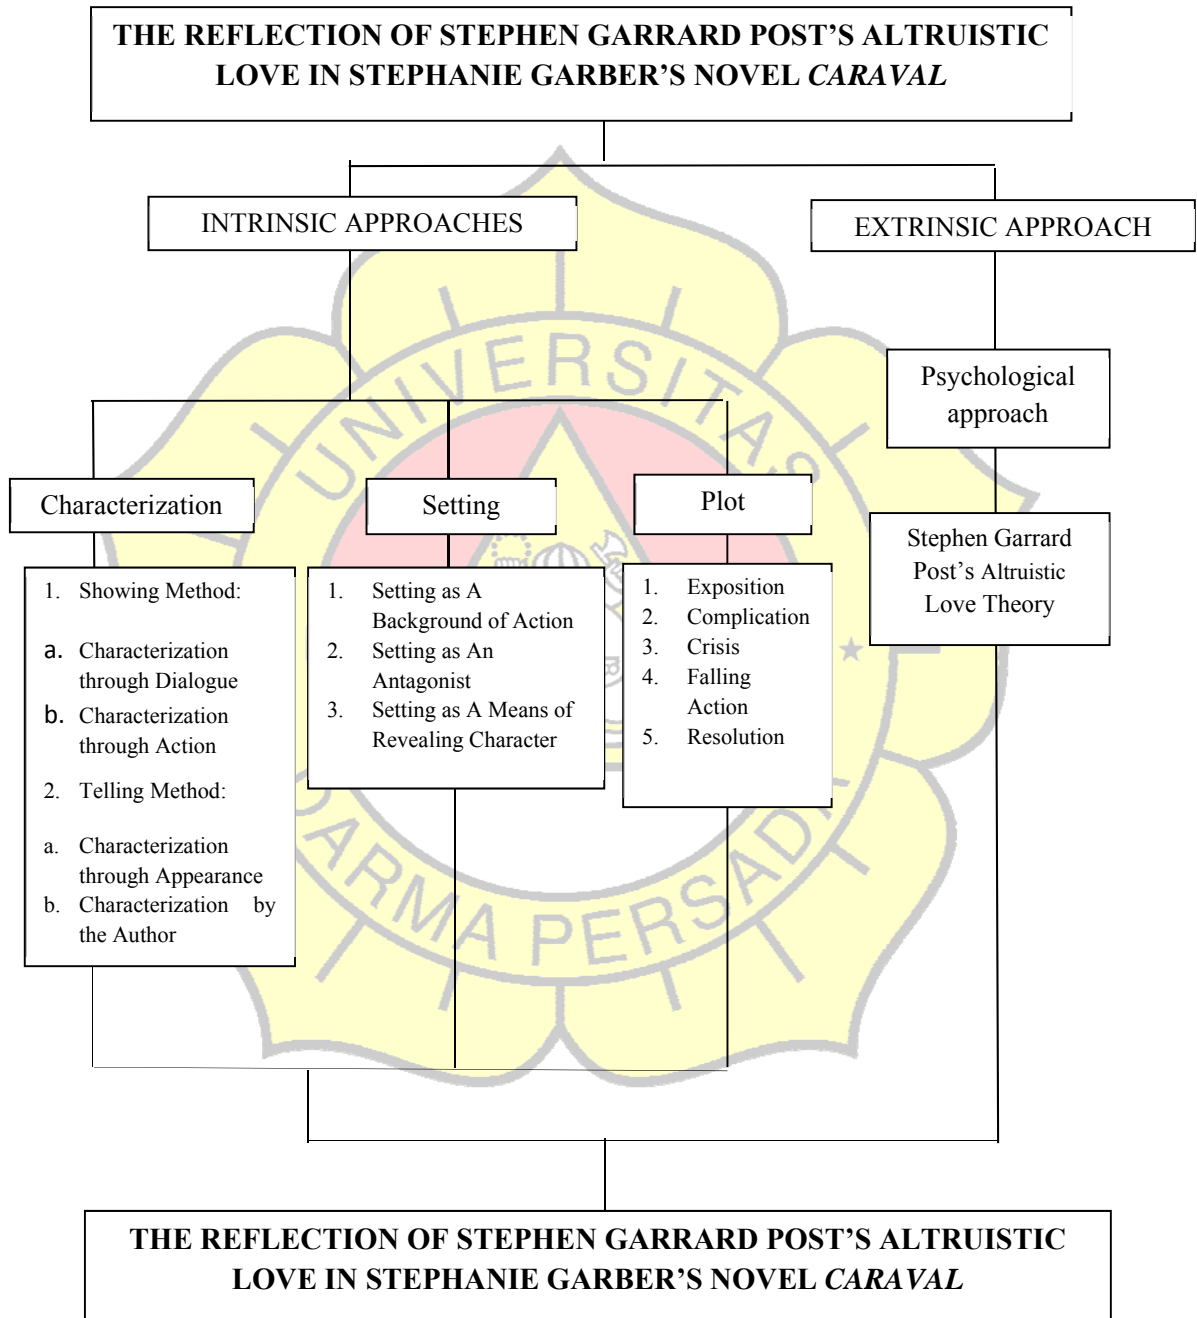 THE REFLECTION OF STEPHEN GARRARD POST’S ALTRUISTIC
LOVE IN STEPHANIE GARBER’S NOVEL CARAVAL
INTRINSIC APPROACHES
EXTRINSIC APPROACH
UNIVERSITAS
DARMA PERSADA
Psychological
approach
Characterization
Setting
Plot
Stephen Garrard
Post’s Altruistic
Love Theory
1. Showing Method:
a. Characterization
through Dialogue
b. Characterization
through Action
2. Telling Method:
a. Characterization
through Appearance
b. Characterization by
the Author
1. Setting as A
Background of Action
2. Setting as An
Antagonist
3. Setting as A Means of
Revealing Character
1. Exposition
2. Complication
3. Crisis
4. Falling
Action
5. Resolution
THE REFLECTION OF STEPHEN GARRARD POST’S ALTRUISTIC
LOVE IN STEPHANIE GARBER’S NOVEL CARAVAL